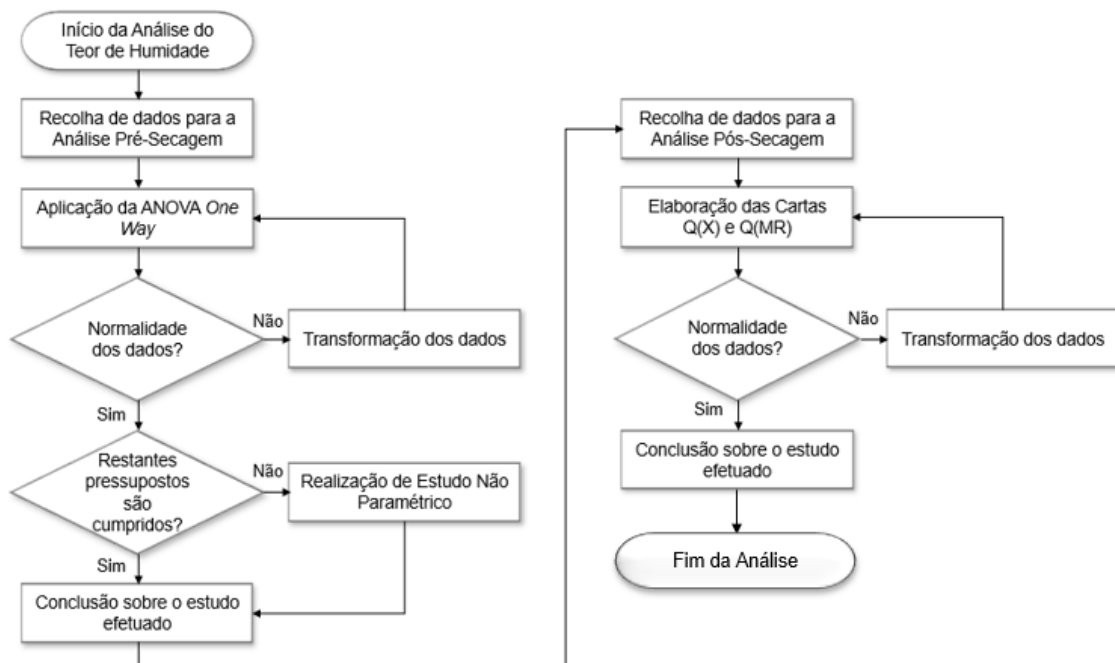 Início da Análise do
Teor de Humidade
Recolha de dados para a
Análise Pré-Secagem
Aplicação da ANOVA One
Way
Normalidade
dos dados?
Não
Transformação dos dados
Sim
Restantes
pressupostos
são
cumpridos?
Não
Realização de Estudo Não
Paramétrico
Sim
Conclusão sobre o estudo
efetuado
Recolha de dados para a
Análise Pós-Secagem
Elaboração das Cartas
Q(X) e Q(MR)
Normalidade
dos dados?
Não
Transformação dos dados
Sim
Conclusão sobre o estudo
efetuado
Fim da Análise